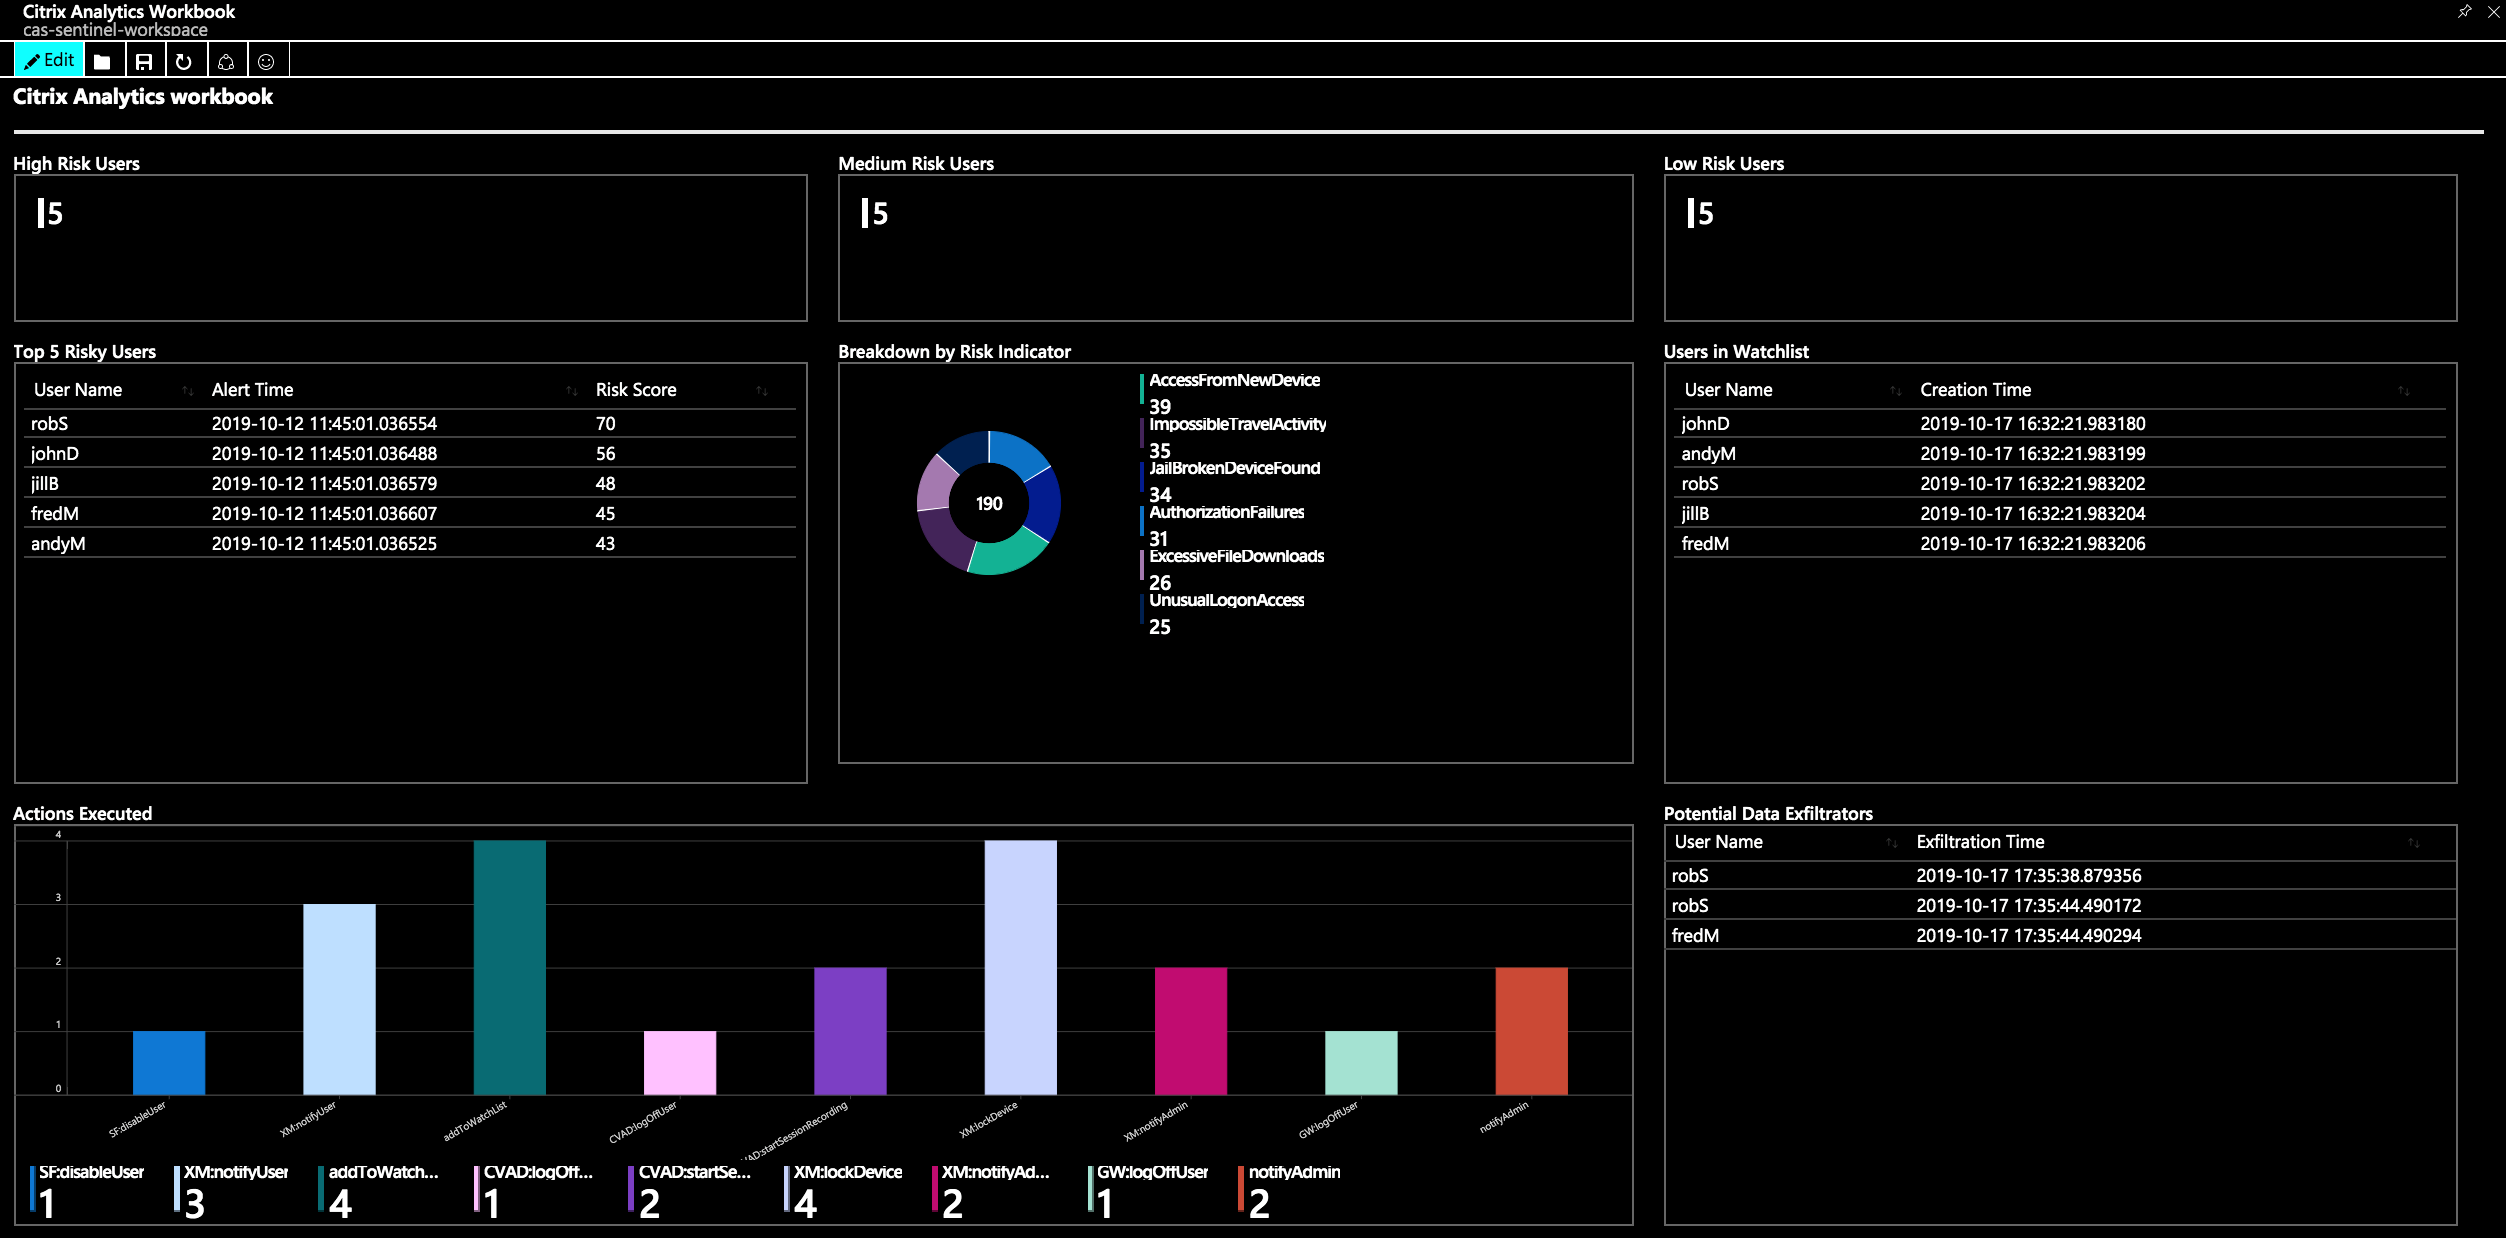 Citrix Analytics Workbook
cas-sentinel-workspace
Edit
Citrix Analytics workbook
High Risk Users
5
Medium Risk Users
5
Low Risk Users
5
Top 5 Risky Users
User Name Alert Time Risk Score
robS 2019-10-12 11:45:01.036554 70
johnD 2019-10-12 11:45:01.036488 56
jillB 2019-10-12 11:45:01.036579 48
fredM 2019-10-12 11:45:01.036607 45
andyM 2019-10-12 11:45:01.036525 43
Breakdown by Risk Indicator
190
AccessFromNewDevice
39
ImpossibleTravelActivity
35
JailBrokenDeviceFound
34
AuthorizationFailures
31
ExcessiveFileDownloads
26
UnusualLogonAccess
25
Users in Watchlist
User Name Creation Time
johnD 2019-10-17 16:32:21.983180
andyM 2019-10-17 16:32:21.983199
robS 2019-10-17 16:32:21.983202
jillB 2019-10-17 16:32:21.983204
fredM 2019-10-17 16:32:21.983206
Actions Executed
4
3
2
1
0
SF:disableUser
XM:notifyUser
addToWatchList
CVAD:logOffUser
VAD:startSessionRecording
XM:lockDevice
XM:notifyAdmin
GW:logOffUser
notifyAdmin
SF:disableUser
1
XM:notifyUser
3
addToWatch...
4
CVAD:logOff...
1
CVAD:startSe...
2
XM:lockDevice
4
XM:notifyAd...
2
GW:logOffUser
1
notifyAdmin
2
Potential Data Exfiltrators
User Name Exfiltration Time
robS 2019-10-17 17:35:38.879356
robS 2019-10-17 17:35:44.490172
fredM 2019-10-17 17:35:44.490294